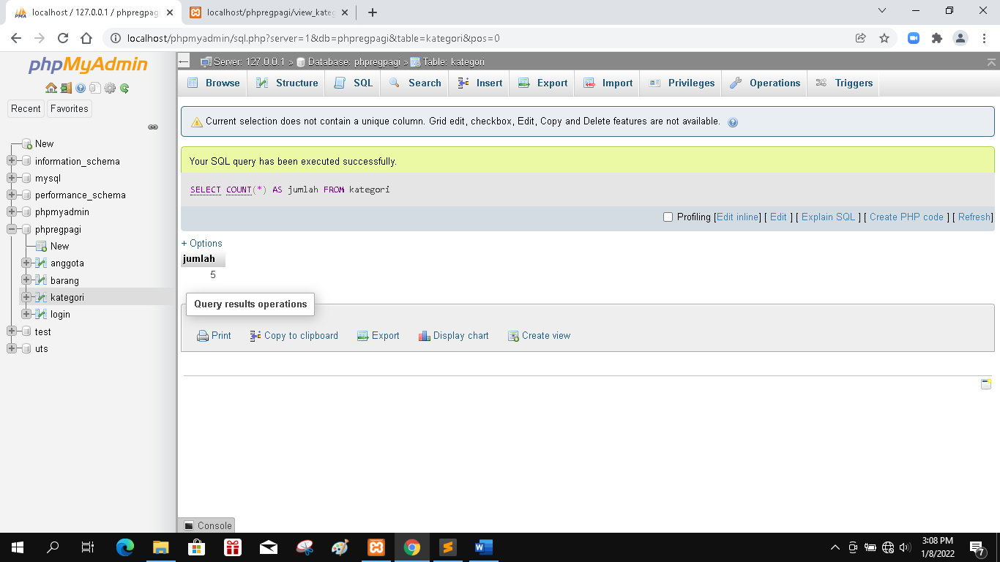 localhost / 127.0.0.1 / phpregpagi
localhost/phpregpagi/view_kateg
localhost/phpmyadmin/sql.php?server=1&db=phpregpagi&table=kategori&pos=0
phpMyAdmin
Recent Favorites
New
information_schema
mysql
performance_schema
phpmyadmin
phpregpagi
New
anggota
barang
kategori
login
test
uts
Server: 127.0.0.1 » Database: phpregpagi » Table: kategori
Browse Structure SQL Search Insert Export Import Privileges Operations Triggers
Current selection does not contain a unique column. Grid edit, checkbox, Edit, Copy and Delete features are not available.
Your SQL query has been executed successfully.
SELECT COUNT(*) AS jumlah FROM kategori
Profiling [Edit inline] [ Edit ] [ Explain SQL ] [ Create PHP code ] [ Refresh]
+ Options
jumlah
5
Query results operations
Print Copy to clipboard Export Display chart Create view
Console
3:08 PM
1/8/2022
7